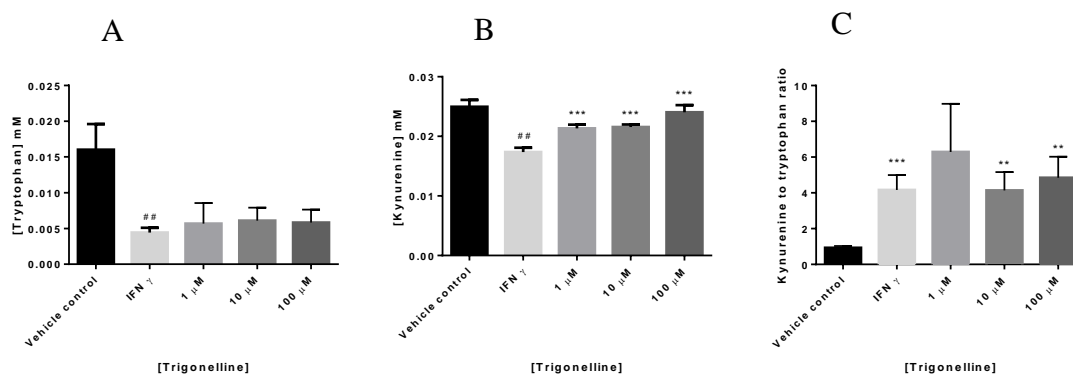 A
B
C
[Tryptophan] mM
0.025
0.020
0.015
0.010
0.005
0.000
##
Vehicle control
IFN γ
1 μM
10 μM
100 μM
[Trigonelline]
[Kynurenine] mM
0.03
0.02
0.01
0.00
##
***
***
***
Vehicle control
IFN γ
1 μM
10 μM
100 μM
[Trigonelline]
Kynurenine to tryptophan ratio
10
8
6
4
2
0
***
**
**
Vehicle control
IFN γ
1 μM
10 μM
100 μM
[Trigonelline]